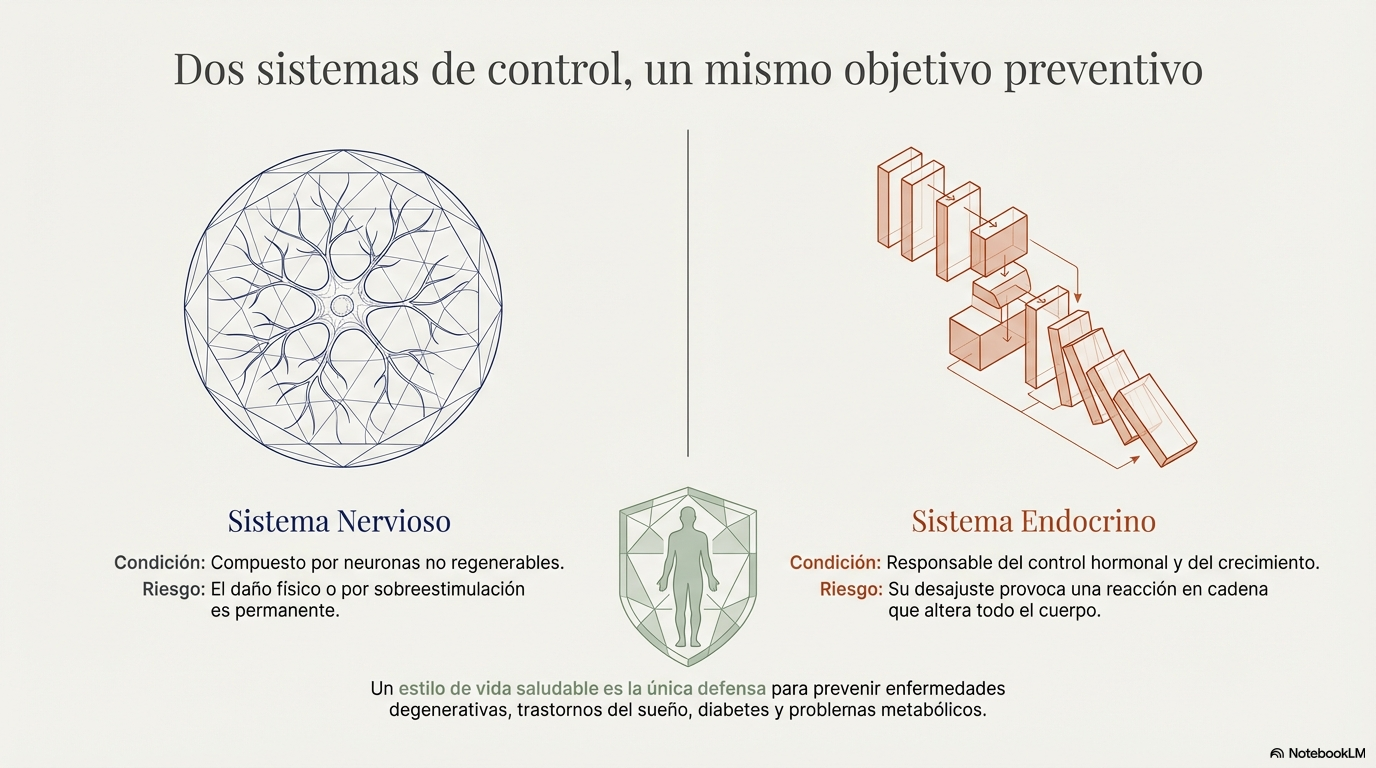 Dos sistemas de control, un mismo objetivo preventivo
Sistema Nervioso
Condición: Compuesto por neuronas no regenerables.
Riesgo: El daño físico o por sobreestimulación
es permanente.
Sistema Endocrino
Condición: Responsable del control hormonal y del crecimiento.
Riesgo: Su desajuste provoca una reacción en cadena
que altera todo el cuerpo.
Un estilo de vida saludable es la única defensa para prevenir enfermedades
degenerativas, trastornos del sueño, diabetes y problemas metabólicos.
NotebookLM